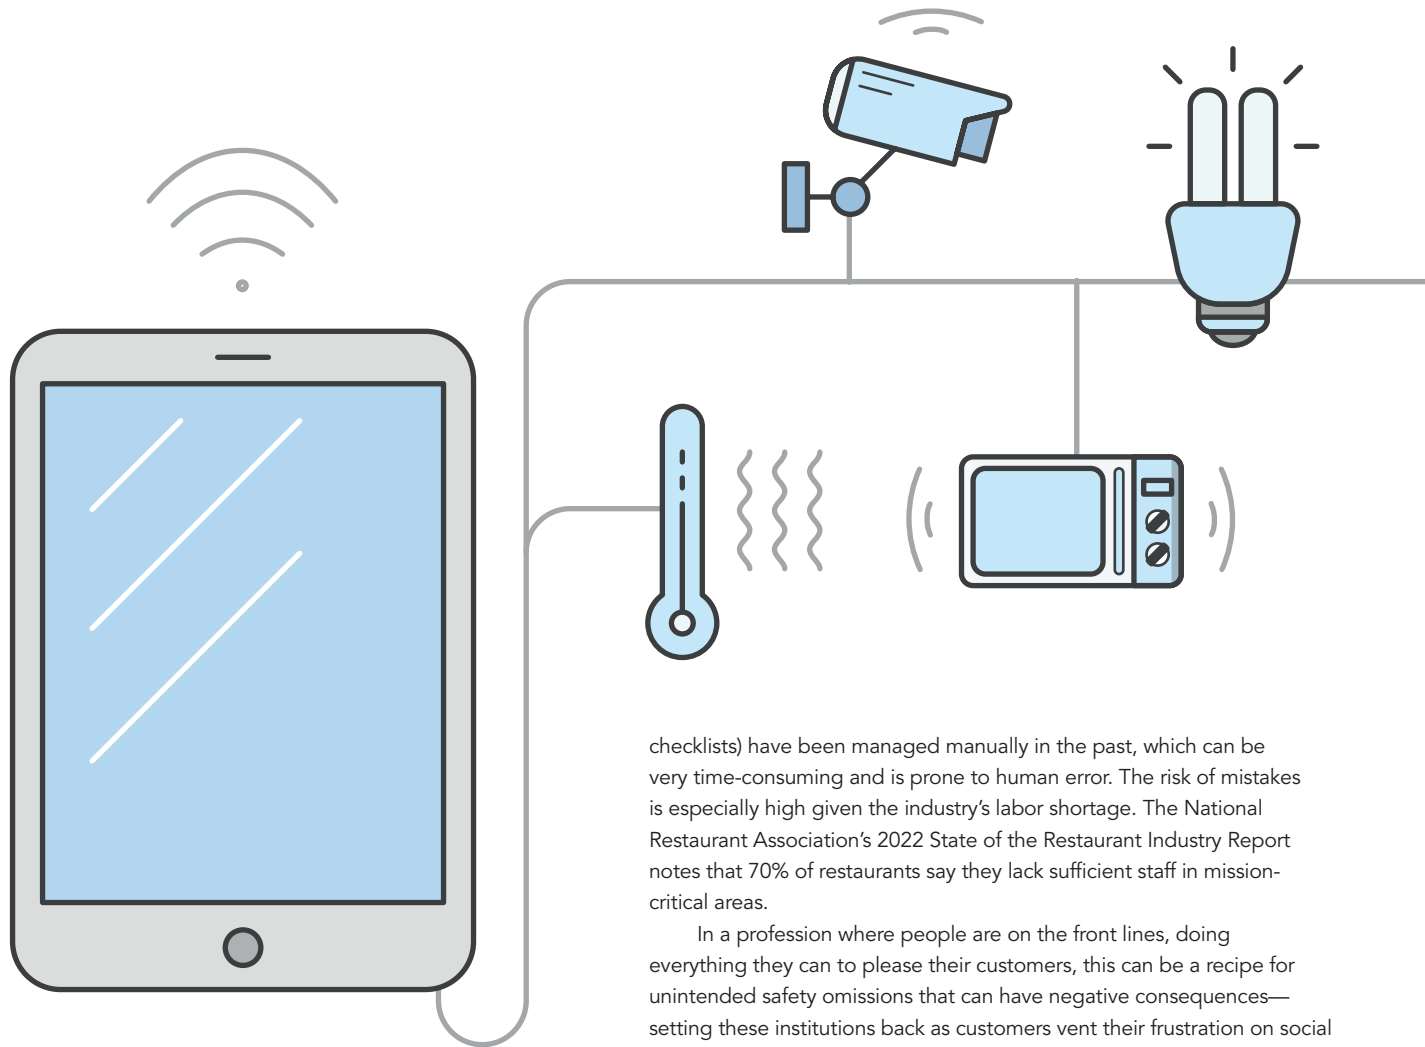 checklists) have been managed manually in the past, which can be
very time-consuming and is prone to human error. The risk of mistakes
is especially high given the industry’s labor shortage. The National
Restaurant Association’s 2022 State of the Restaurant Industry Report
notes that 70% of restaurants say they lack sufficient staff in mission-
critical areas.
In a profession where people are on the front lines, doing
everything they can to please their customers, this can be a recipe for
unintended safety omissions that can have negative consequences—
setting these institutions back as customers vent their frustration on social